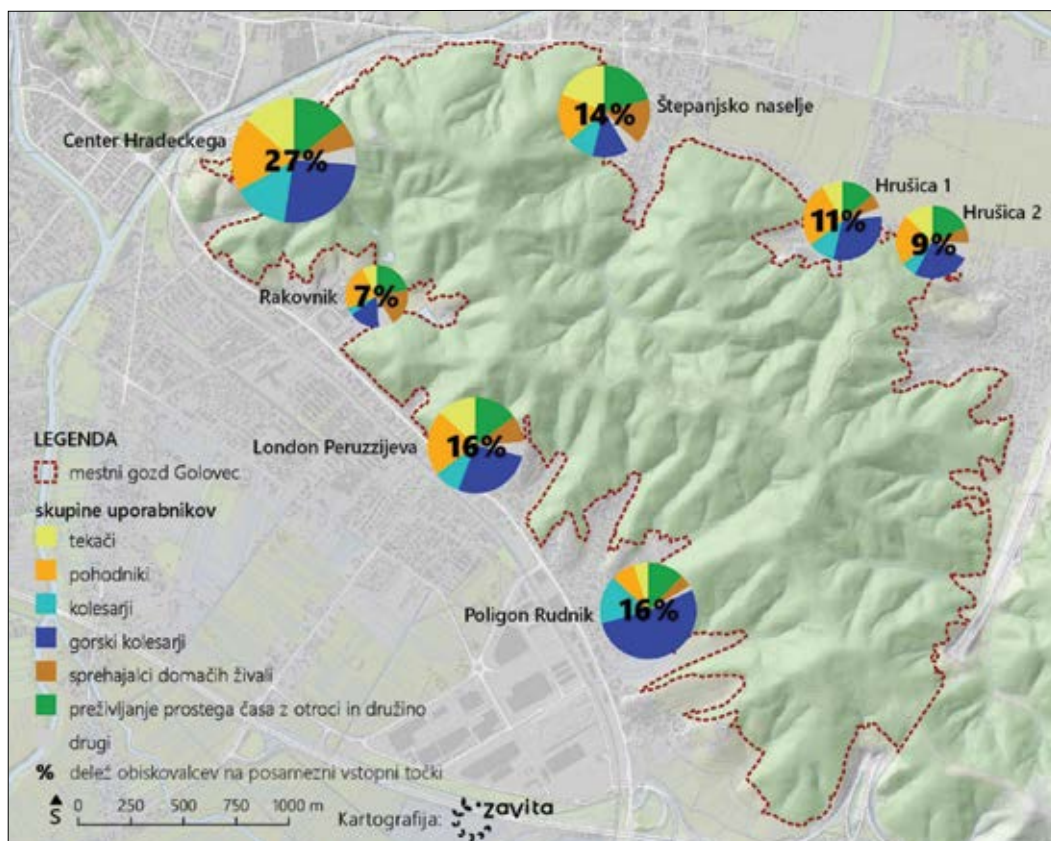 Center Hradeckega
27%
14%
Štepanjsko naselje
Hrušica 1
11%
Hrušica 2
9%
Rakovnik
7%
London Peruzzijeva
16%
Poligon Rudnik
16%
LEGENDA
mestni gozd Golovec
skupine uporabnikov
tekači
pohodniki
kolesarji
gorski kolesarji
sprehajalci domačih živali
preživljanje prostega časa z otroci in družino
drugi
% delež obiskovalcev na posamezni vstopni točki
S 0 250 500 750 1000 m
Kartografija: zavita